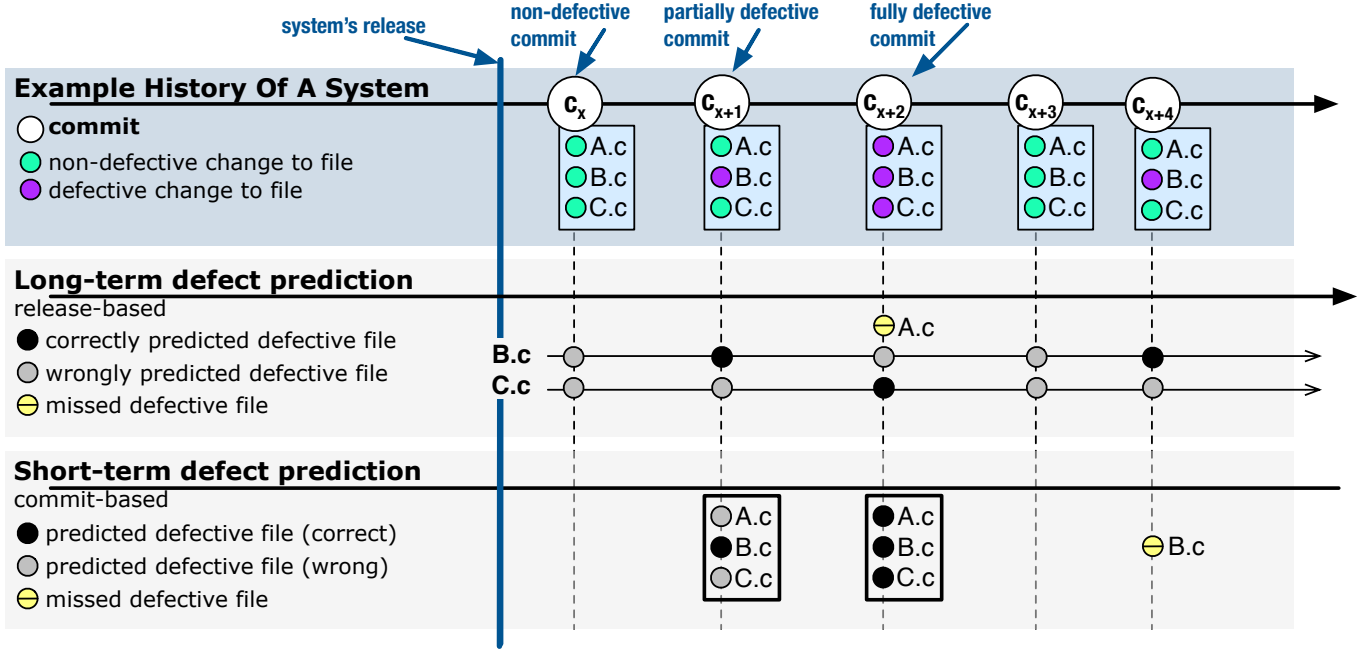 system's release
non-defective
commit
partially defective
commit
fully defective
commit
Example History Of A System
commit
non-defective change to file
defective change to file
Cx
Cx+1
Cx+2
Cx+3
Cx+4
A.c
B.c
C.c
A.c
B.c
C.c
A.c
B.c
C.c
A.c
B.c
C.c
A.c
B.c
C.c
Long-term defect prediction
release-based
correctly predicted defective file
wrongly predicted defective file
missed defective file
A.c
B.c
C.c
Short-term defect prediction
commit-based
predicted defective file (correct)
predicted defective file (wrong)
missed defective file
A.c
B.c
C.c
A.c
B.c
C.c
B.c